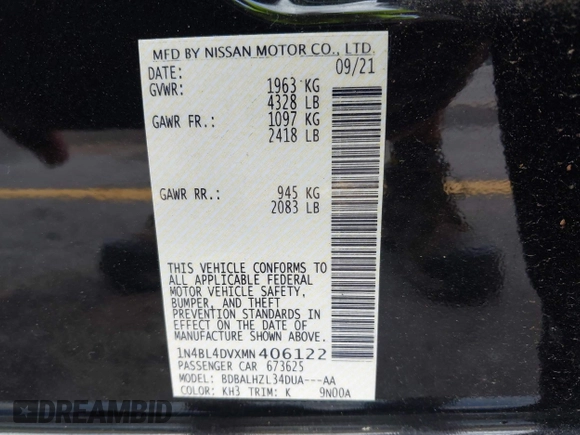 MFD BY NISSAN MOTOR CO., LTD.
DATE: 09/21
GVWR: 1963 KG
4328 LB
GAWR FR.: 1097 KG
2418 LB
GAWR RR.: 945 KG
2083 LB
THIS VEHICLE CONFORMS TO
ALL APPLICABLE FEDERAL
MOTOR VEHICLE SAFETY,
BUMPER, AND THEFT
PREVENTION STANDARDS IN
EFFECT ON THE DATE OF
MANUFACTURE SHOWN ABOVE.
1N4BL4DVXMN406122
PASSENGER CAR 673625
MODEL: BDBALHZL34DUA---AA
COLOR: KH3 TRIM: K 9N00A
DREAMBID